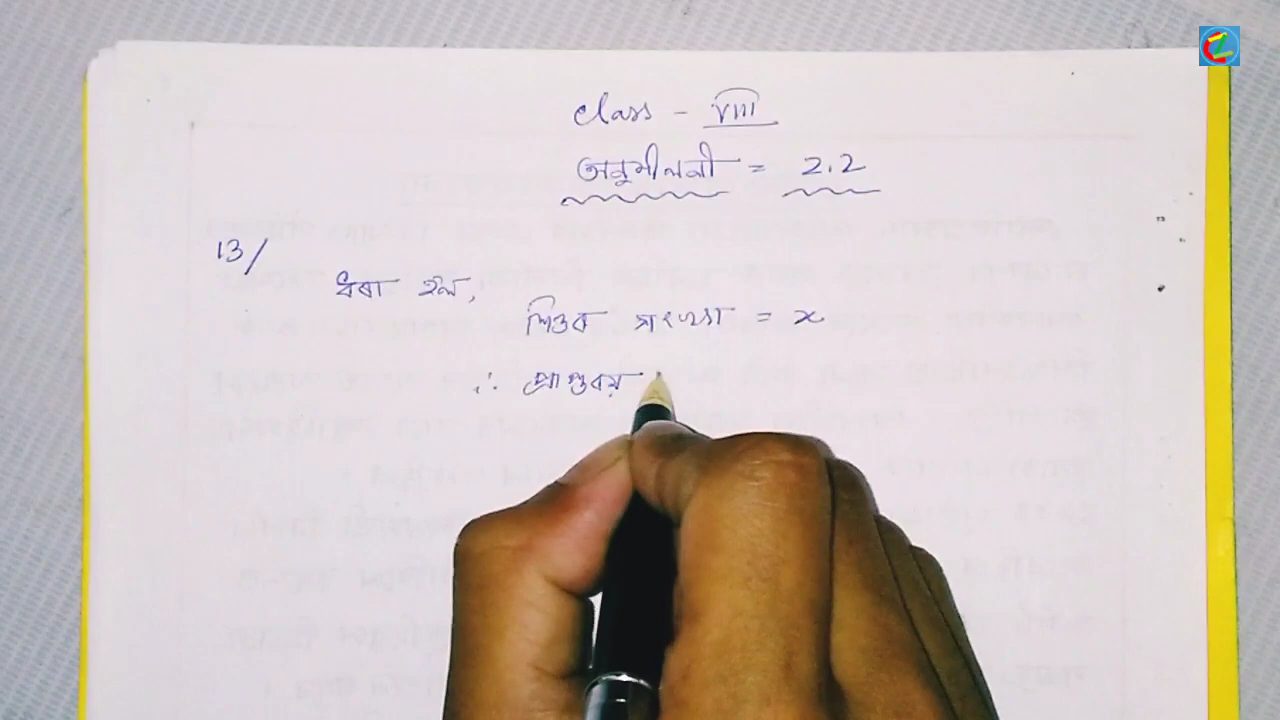 Class - VIII
অনুশীলনী = 2.2
13/
ধৰা হল,
শিশুৰ সংখ্যা = x
∴ প্ৰাপ্তবয়